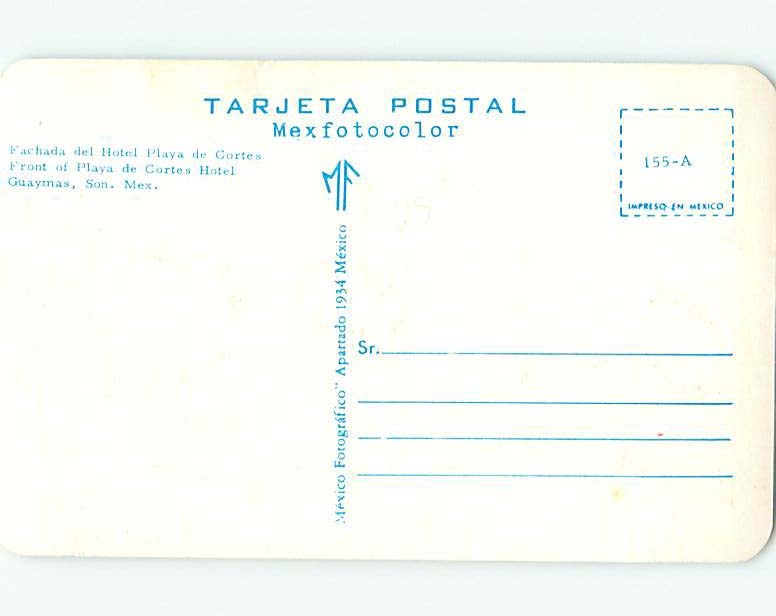 TARJETA POSTAL
Mexfotocolor
Fachada del Hotel Playa de Cortes
Front of Playa de Cortes Hotel
Guaymas, Son. Mex.
MF
155-A
IMPRESO EN MEXICO
México Fotográfico" Apartado 1934 México
Sr.